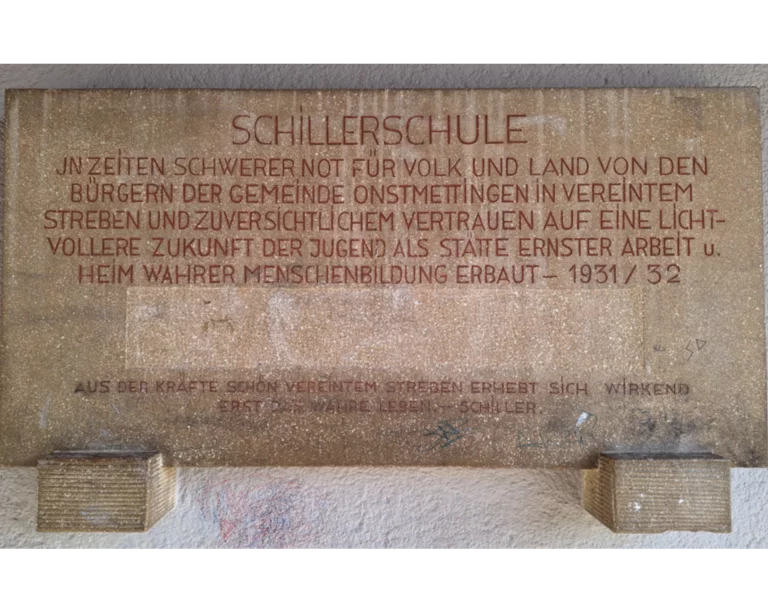 SCHILLERSCHULE
JN ZEITEN SCHWERER NOT FÜR VOLK UND LAND VON DEN
BÜRGERN DER GEMEINDE ONSTMETTINGEN IN VEREINTEM
STREBEN UND ZUVERSICHTLICHEM VERTRAUEN AUF EINE LICHT-
VOLLERE ZUKUNFT DER JUGEND ALS STÄTTE ERNSTER ARBEIT u.
HEIM WAHRER MENSCHENBILDUNG ERBAUT – 1931/32
AUS DER KRÄFTE SCHÖN VEREINTEM STREBEN ERHEBT SICH WIRKEND
ERST DAS WAHRE LEBEN. – SCHILLER.